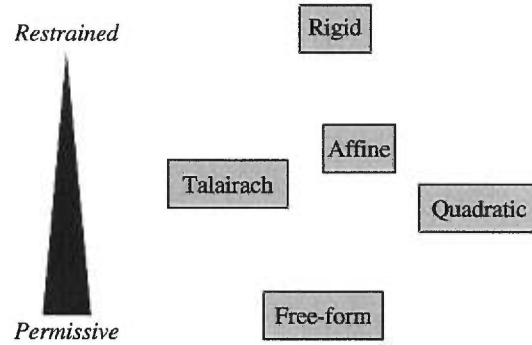 Restrained
Rigid
Affine
Talairach
Quadratic
Free-form
Permissive